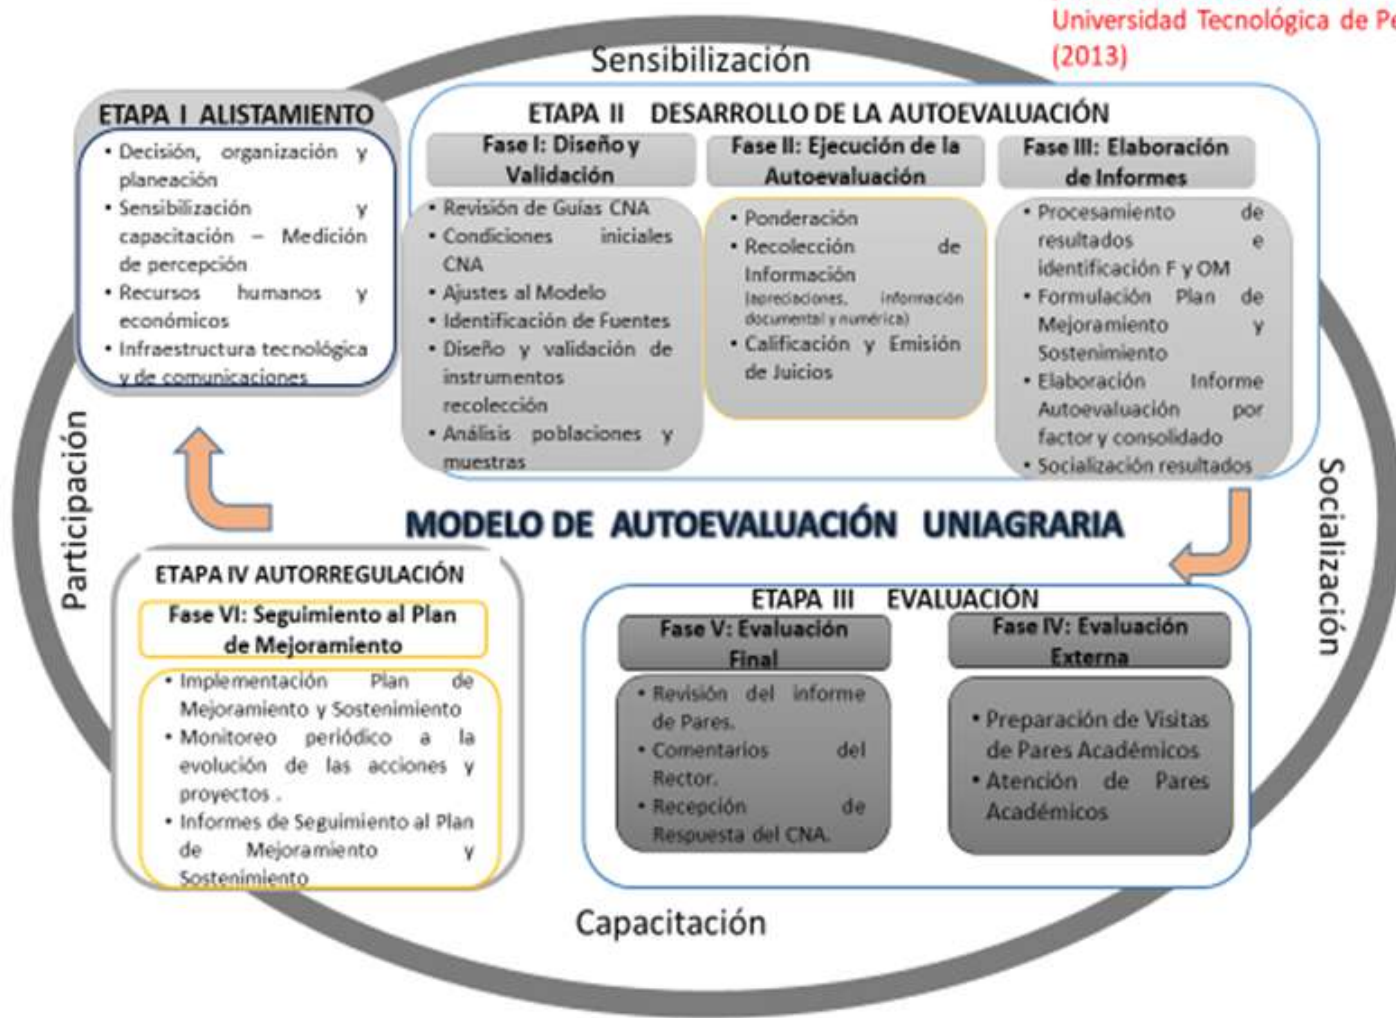 Universidad Tecnológica de
(2013)
Sensibilización
ETAPA I ALISTAMIENTO
• Decisión, organización y
planeación
• Sensibilización y
capacitación – Medición
de percepción
• Recursos humanos y
económicos
• Infraestructura tecnológica
y de comunicaciones
ETAPA II DESARROLLO DE LA AUTOEVALUACIÓN
Fase I: Diseño y
Validación
• Revisión de Guías CNA
• Condiciones iniciales
CNA
• Ajustes al Modelo
• Identificación de Fuentes
• Diseño y validación de
instrumentos
recolección
• Análisis poblaciones y
muestras
Fase II: Ejecución de la
Autoevaluación
• Ponderación
• Recolección de
Información
(apreciaciones, información
documental y numérica)
• Calificación y Emisión
de Juicios
Fase III: Elaboración
de Informes
• Procesamiento de
resultados e
identificación F y OM
• Formulación Plan de
Mejoramiento y
Sostenimiento
• Elaboración Informe
Autoevaluación por
factor y consolidado
• Socialización resultados
Participación
Socialización
MODELO DE AUTOEVALUACIÓN UNIAGRARIA
ETAPA IV AUTORREGULACIÓN
Fase VI: Seguimiento al Plan
de Mejoramiento
• Implementación Plan de
Mejoramiento y Sostenimiento
• Monitoreo periódico a la
evolución de las acciones y
proyectos .
• Informes de Seguimiento al Plan
de Mejoramiento y
Sostenimiento
ETAPA III EVALUACIÓN
Fase V: Evaluación
Final
• Revisión del informe
de Pares.
• Comentarios del
Rector.
• Recepción de
Respuesta del CNA.
Fase IV: Evaluación
Externa
• Preparación de Visitas
de Pares Académicos
• Atención de Pares
Académicos
Capacitación